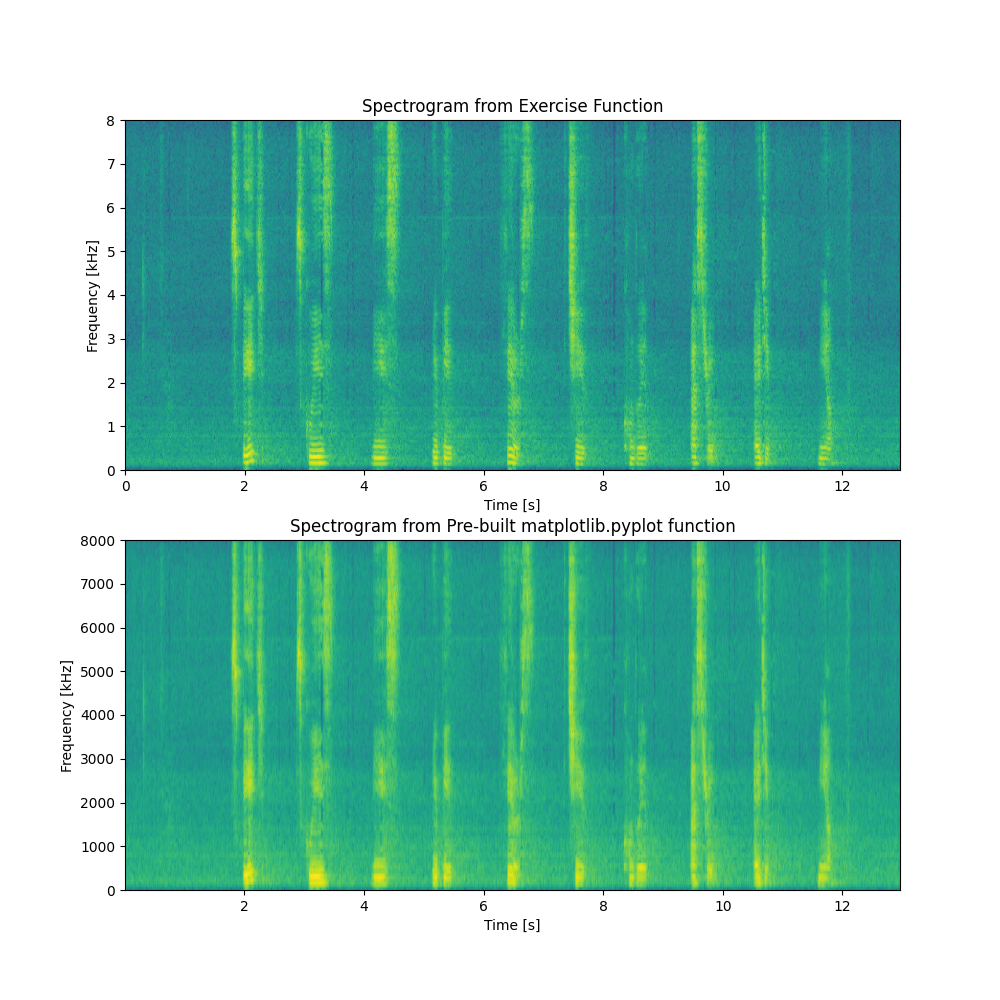 Spectrogram from Exercise Function
8
7
6
5
4
3
2
1
0
Frequency [kHz]
0 2 4 6 8 10 12
Time [s]
Spectrogram from Pre-built matplotlib.pyplot function
8000
7000
6000
5000
4000
3000
2000
1000
0
Frequency [kHz]
2 4 6 8 10 12
Time [s]